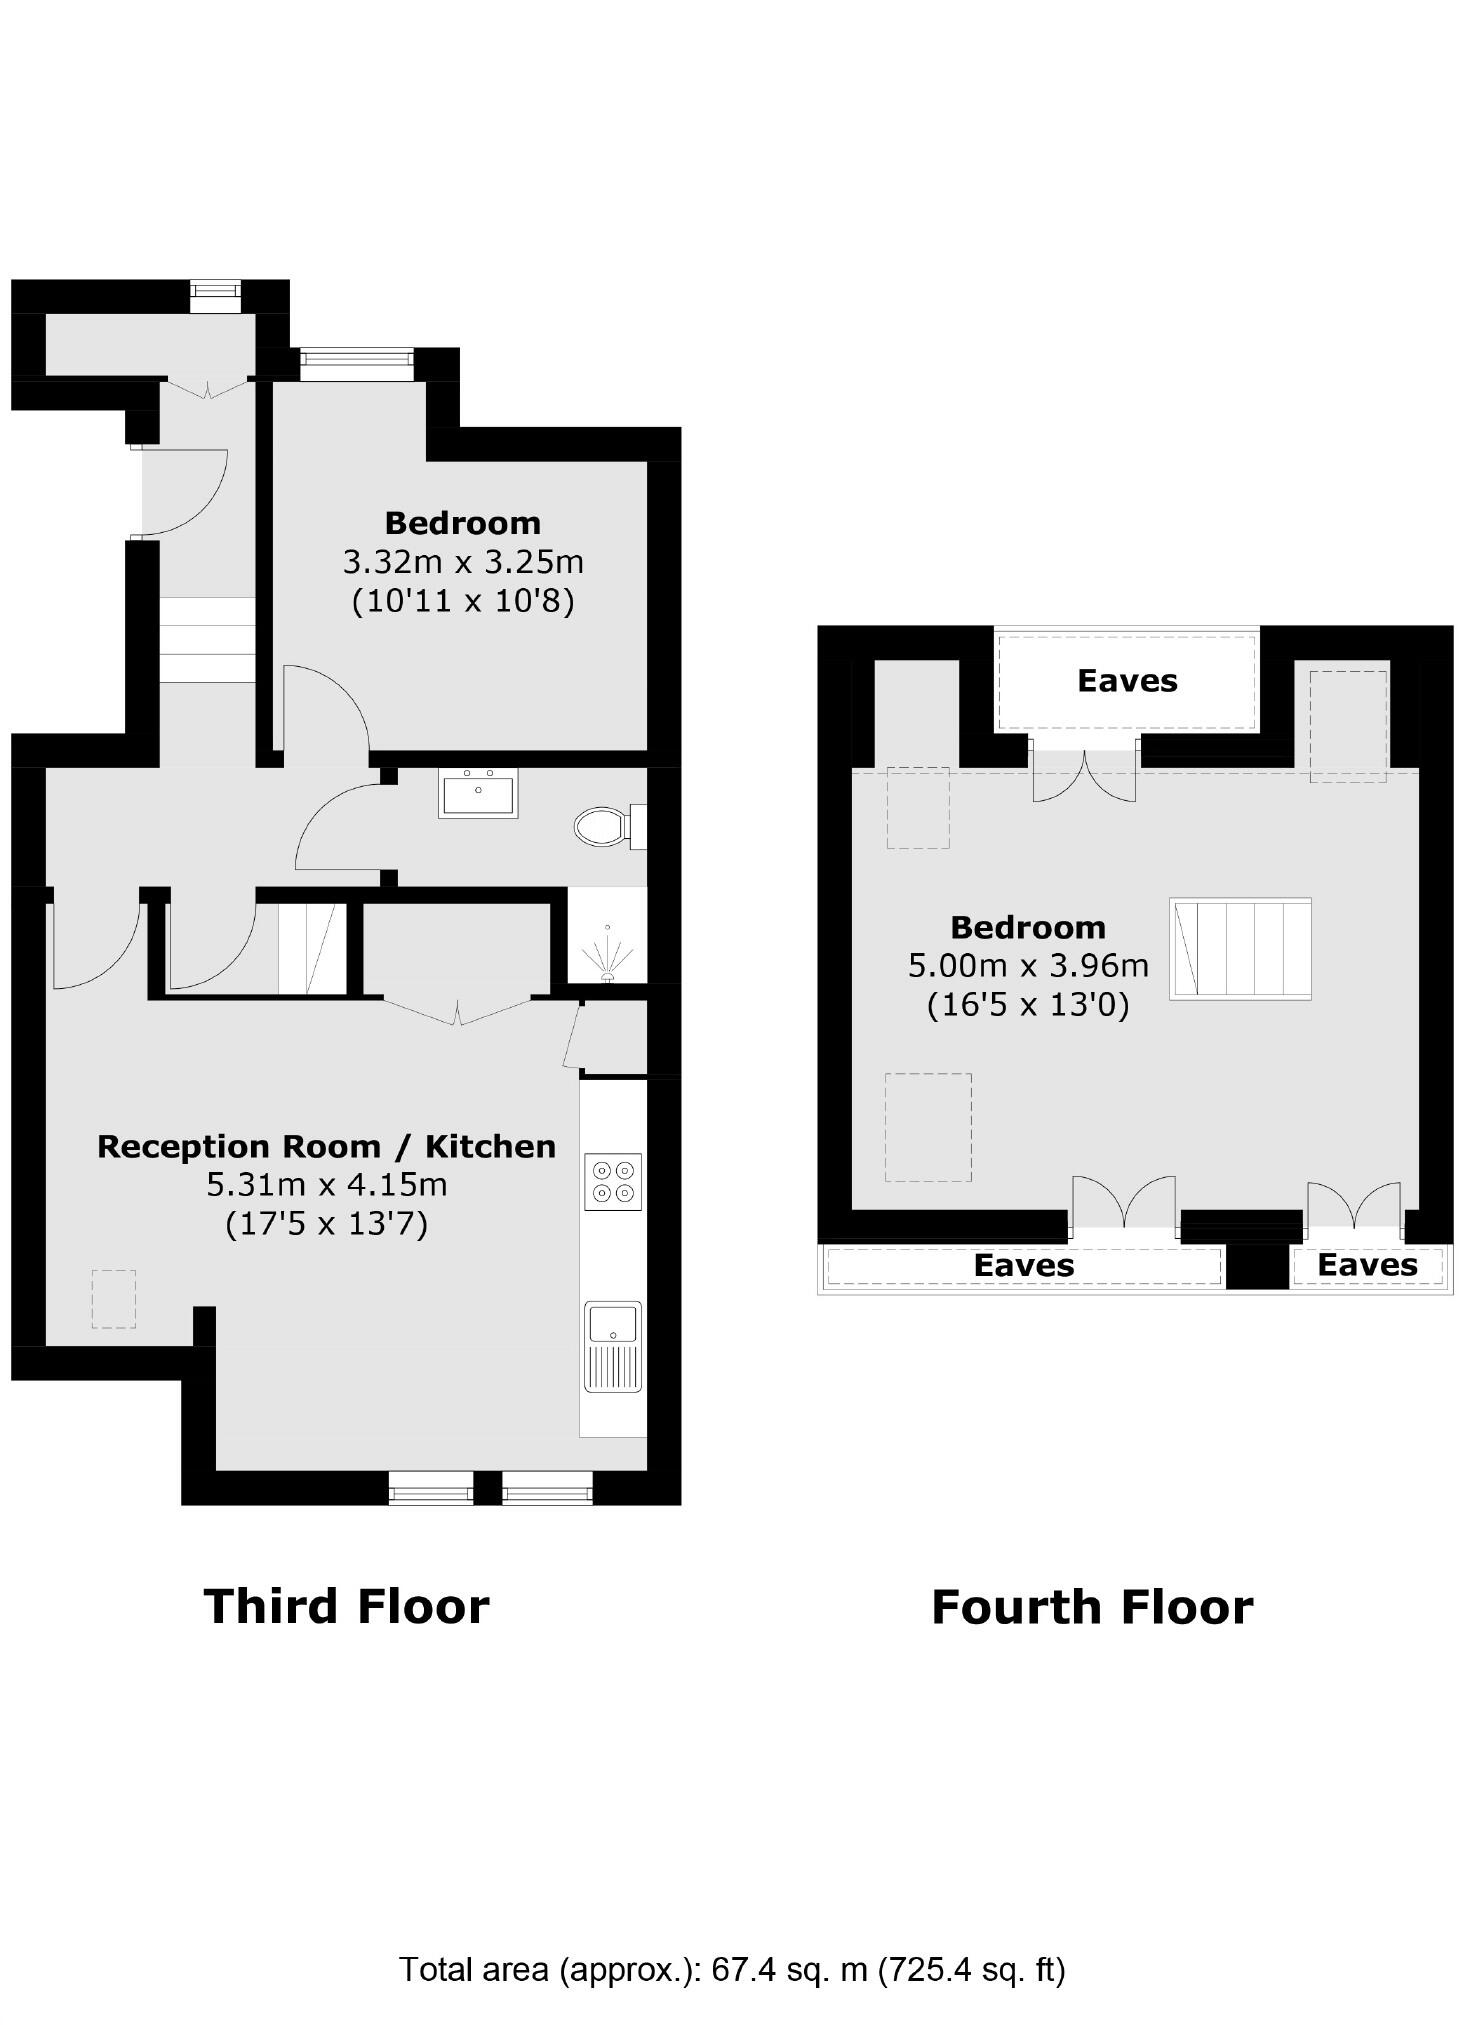 Bedroom
3.32m x 3.25m
(10'11 x 10'8)
Reception Room / Kitchen
5.31m x 4.15m
(17'5 x 13'7)
Third Floor
Eaves
Bedroom
5.00m x 3.96m
(16'5 x 13'0)
Eaves
Eaves
Fourth Floor
Total area (approx.): 67.4 sq. m (725.4 sq. ft)